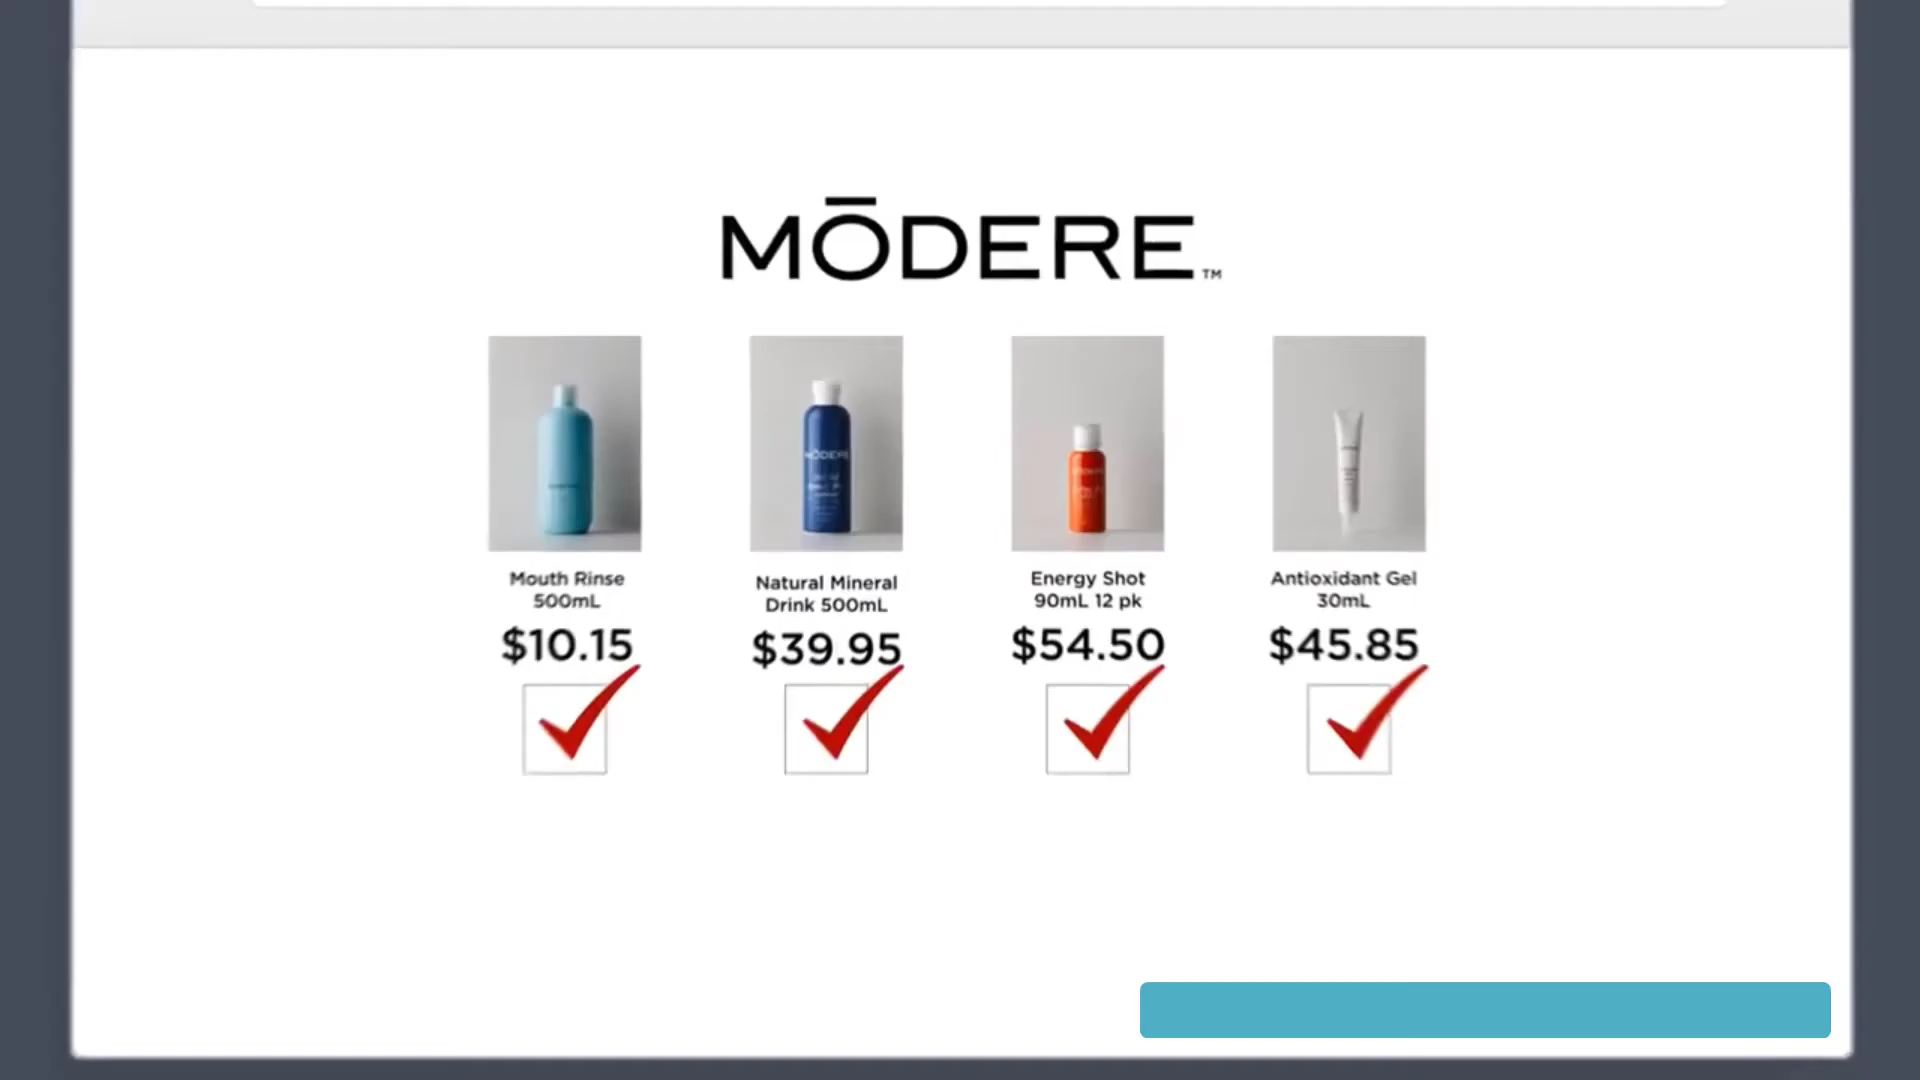 MŌDERE™
MŌDERE
Mouth Rinse
500mL
$10.15
Natural Mineral
Drink 500mL
$39.95
Energy Shot
90mL 12 pk
$54.50
Antioxidant Gel
30mL
$45.85